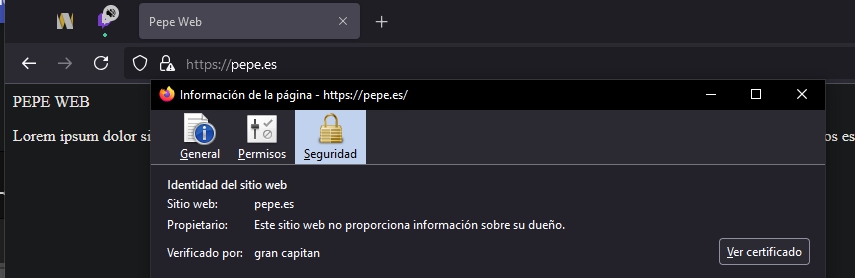 Pepe Web
https://pepe.es
Información de la página - https://pepe.es/
PEPE WEB
Lorem ipsum dolor si
os es
General
Permisos
Seguridad
Identidad del sitio web
Sitio web: pepe.es
Propietario: Este sitio web no proporciona información sobre su dueño.
Verificado por: gran capitan
Ver certificado